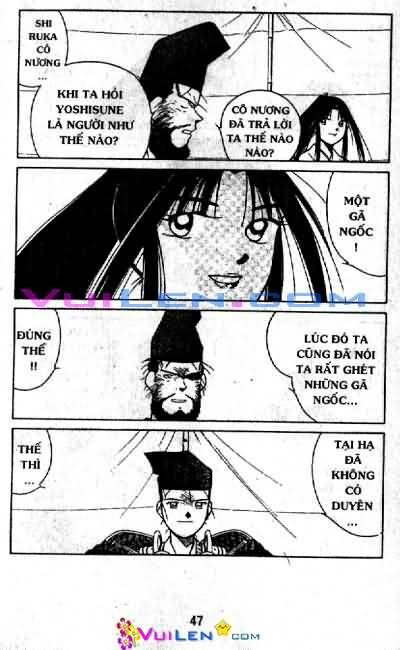 SHI
RUKA
CÔ
NƯƠNG
...
KHI TA HỎI
YOSHISUNE
LÀ NGƯỜI NHƯ
THẾ NÀO?
CÔ NƯƠNG
ĐÃ TRẢ LỜI
TA THẾ NÀO
NÀO?
MỘT
GÃ
NGỐC
!
VUILEN.COM
ĐÚNG
THẾ
!!
LÚC ĐÓ TA
CŨNG ĐÃ NÓI
TA RẤT GHÉT
NHỮNG GÃ
NGỐC...
THẾ
THÌ
...
TẠI HẠ
ĐÃ
KHÔNG
CÓ
DUYÊN
...
47
VUILEN.COM